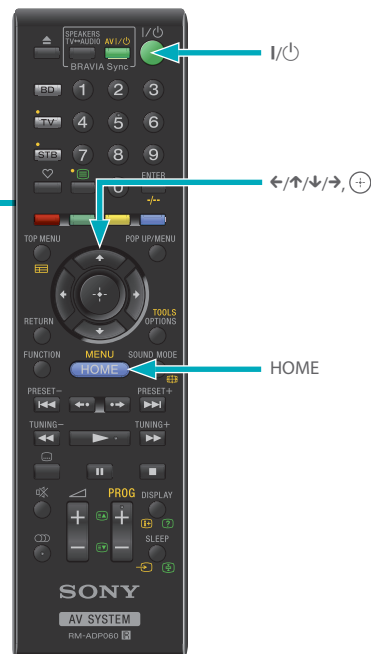 SPEAKERS
TV↔AUDIO AV I/⏻ I/⏻
BRAVIA Sync
I/⏻
BD 1 2 3
TV 4 5 6
STB 7 8 9
0 ENTER
-/--
←/↑/↓/→, ⊕
TOP MENU POP UP/MENU
TOOLS
RETURN OPTIONS
FUNCTION MENU SOUND MODE
HOME
HOME
PRESET– PRESET+
TUNING– TUNING+
PROG DISPLAY
+ + ?
– – SLEEP
SONY
AV SYSTEM
RM-ADP060 R